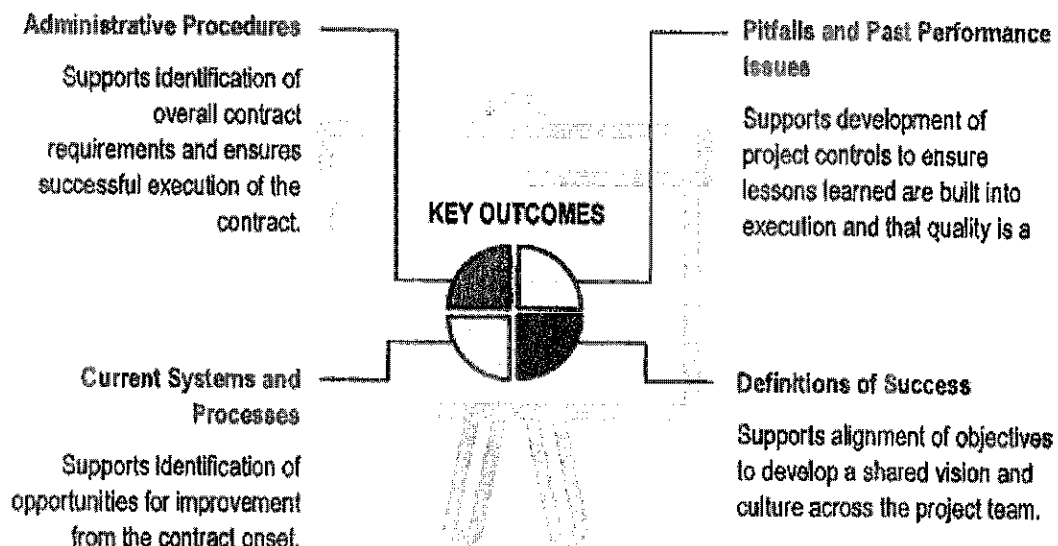 Administrative Procedures
Supports identification of
overall contract
requirements and ensures
successful execution of the
contract.
Pitfalls and Past Performance
Issues
Supports development of
project controls to ensure
lessons learned are built into
execution and that quality is a
KEY OUTCOMES
Current Systems and
Processes
Supports identification of
opportunities for improvement
from the contract onset.
Definitions of Success
Supports alignment of objectives
to develop a shared vision and
culture across the project team.